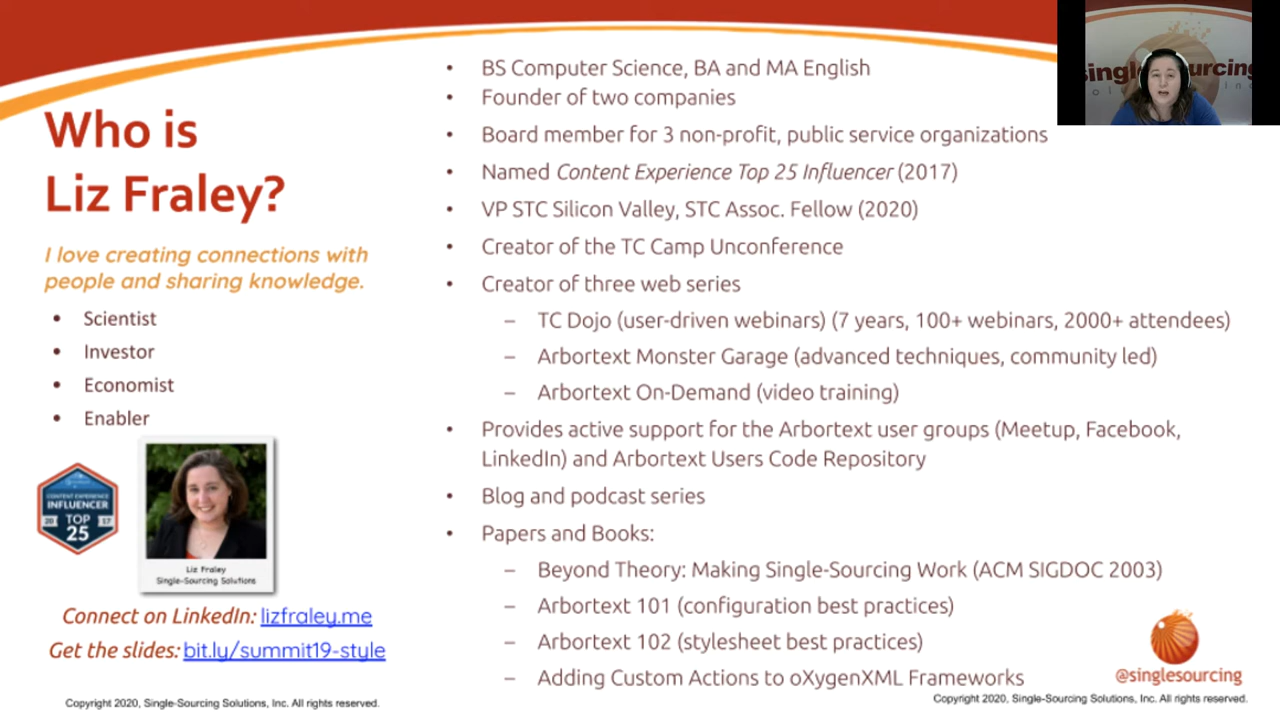 Who is
Liz Fraley?
I love creating connections with
people and sharing knowledge.
• Scientist
• Investor
• Economist
• Enabler
CONTENT EXPERIENCE
INFLUENCER
20 TOP 17
25
Liz Fraley
Single-Sourcing Solutions
Connect on LinkedIn: lizfraley.me
Get the slides: bit.ly/summit19-style
Copyright 2020, Single-Sourcing Solutions, Inc. All rights reserved.
• BS Computer Science, BA and MA English
• Founder of two companies
• Board member for 3 non-profit, public service organizations
• Named Content Experience Top 25 Influencer (2017)
• VP STC Silicon Valley, STC Assoc. Fellow (2020)
• Creator of the TC Camp Unconference
• Creator of three web series
– TC Dojo (user-driven webinars) (7 years, 100+ webinars, 2000+ attendees)
– Arbortext Monster Garage (advanced techniques, community led)
– Arbortext On-Demand (video training)
• Provides active support for the Arbortext user groups (Meetup, Facebook,
LinkedIn) and Arbortext Users Code Repository
• Blog and podcast series
• Papers and Books:
– Beyond Theory: Making Single-Sourcing Work (ACM SIGDOC 2003)
– Arbortext 101 (configuration best practices)
– Arbortext 102 (stylesheet best practices)
– Adding Custom Actions to oXygenXML Frameworks
@singlesourcing
Copyright 2020, Single-Sourcing Solutions, Inc. All rights reserved.